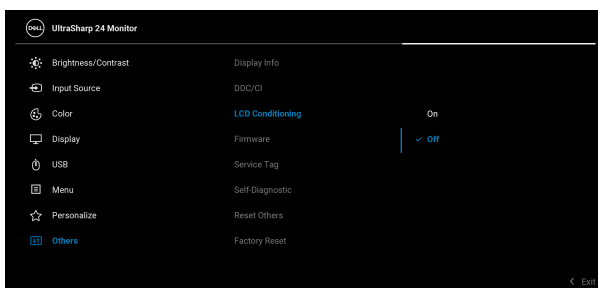 DELL UltraSharp 24 Monitor
Brightness/Contrast Display Info
Input Source DDC/CI
Color LCD Conditioning On
Display Firmware Off
USB Service Tag
Menu Self-Diagnostic
Personalize Reset Others
Others Factory Reset
Exit